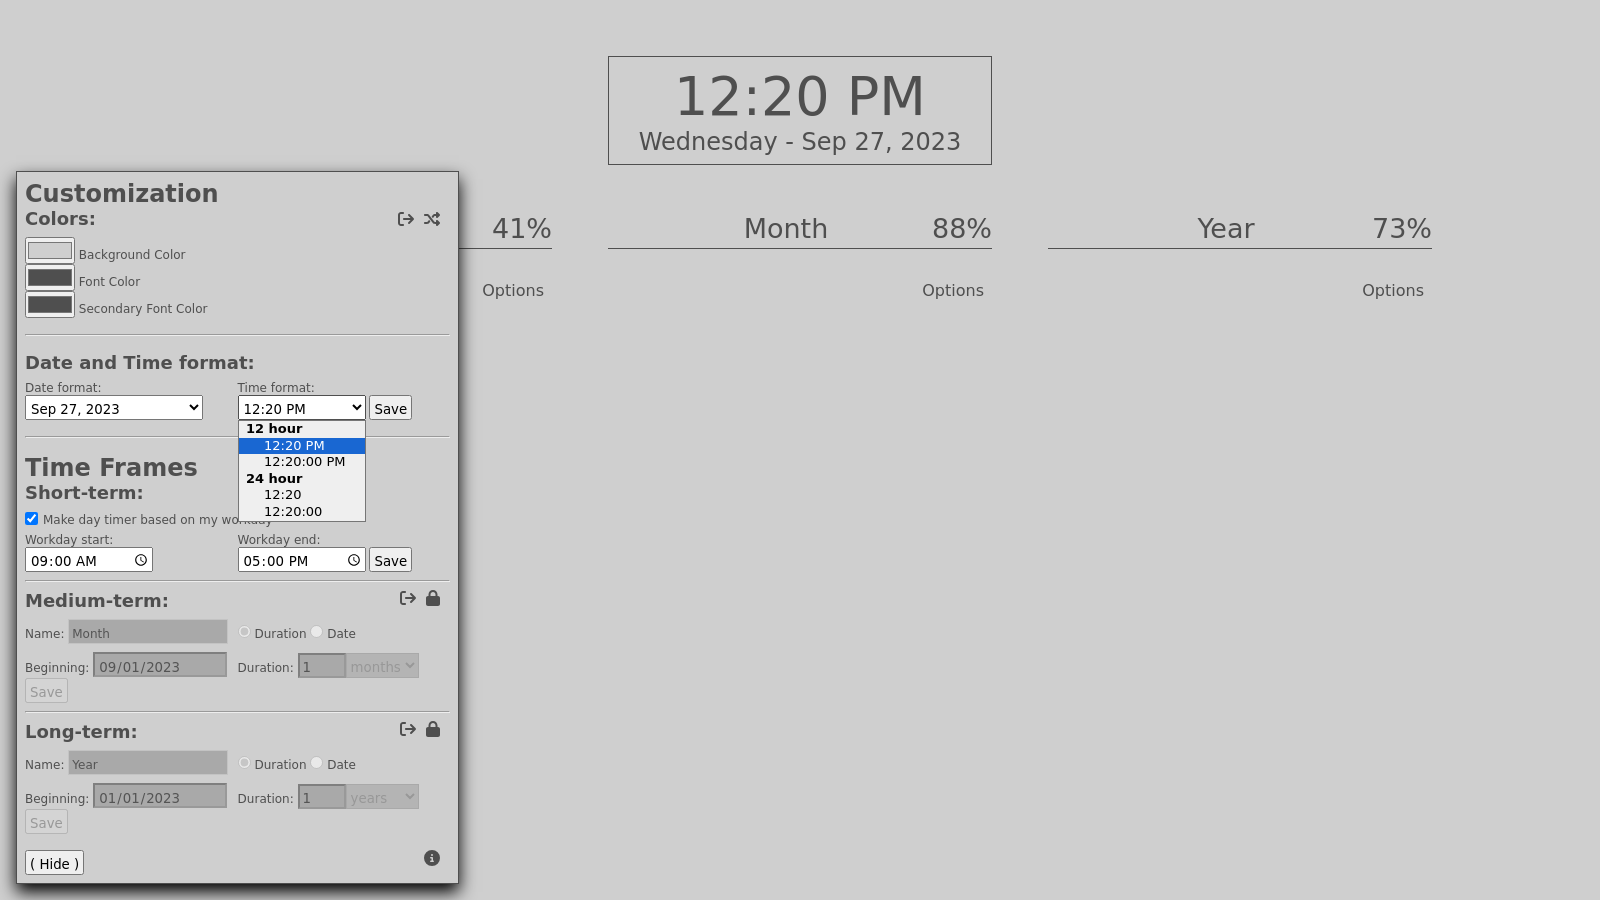 12:20 PM
Wednesday - Sep 27, 2023
Customization
Colors:
Background Color
Font Color
Secondary Font Color
Date and Time format:
Date format:
Time format:
Sep 27, 2023
12:20 PM
Save
12 hour
12:20 PM
12:20:00 PM
24 hour
12:20
12:20:00
Time Frames
Short-term:
Make day timer based on my workday
Workday start:
Workday end:
09:00 AM
05:00 PM
Save
Medium-term:
Name: Month
Duration
Date
Beginning: 09/01/2023
Duration: 1 months
Save
Long-term:
Name: Year
Duration
Date
Beginning: 01/01/2023
Duration: 1 years
Save
( Hide )
41%
Options
Month 88%
Options
Year 73%
Options